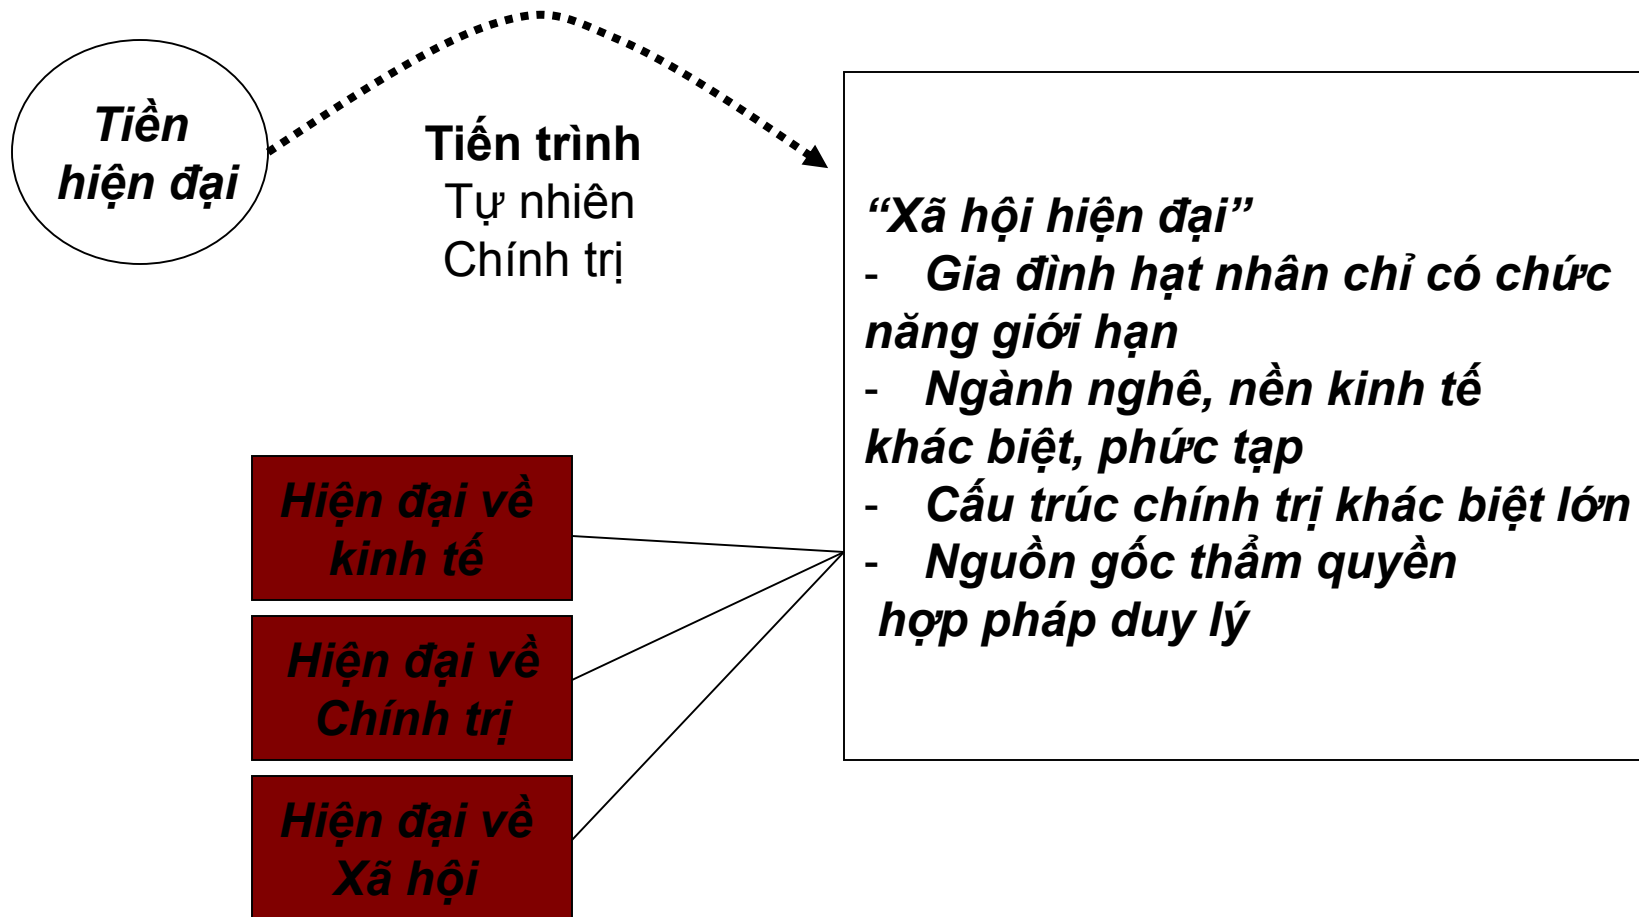 Tiền
hiện đại
Tiến trình
Tự nhiên
Chính trị
“Xã hội hiện đại”
- Gia đình hạt nhân chỉ có chức
năng giới hạn
- Ngành nghê, nền kinh tế
khác biệt, phức tạp
- Cấu trúc chính trị khác biệt lớn
- Nguồn gốc thẩm quyền
hợp pháp duy lý
Hiện đại về
kinh tế
Hiện đại về
Chính trị
Hiện đại về
Xã hội